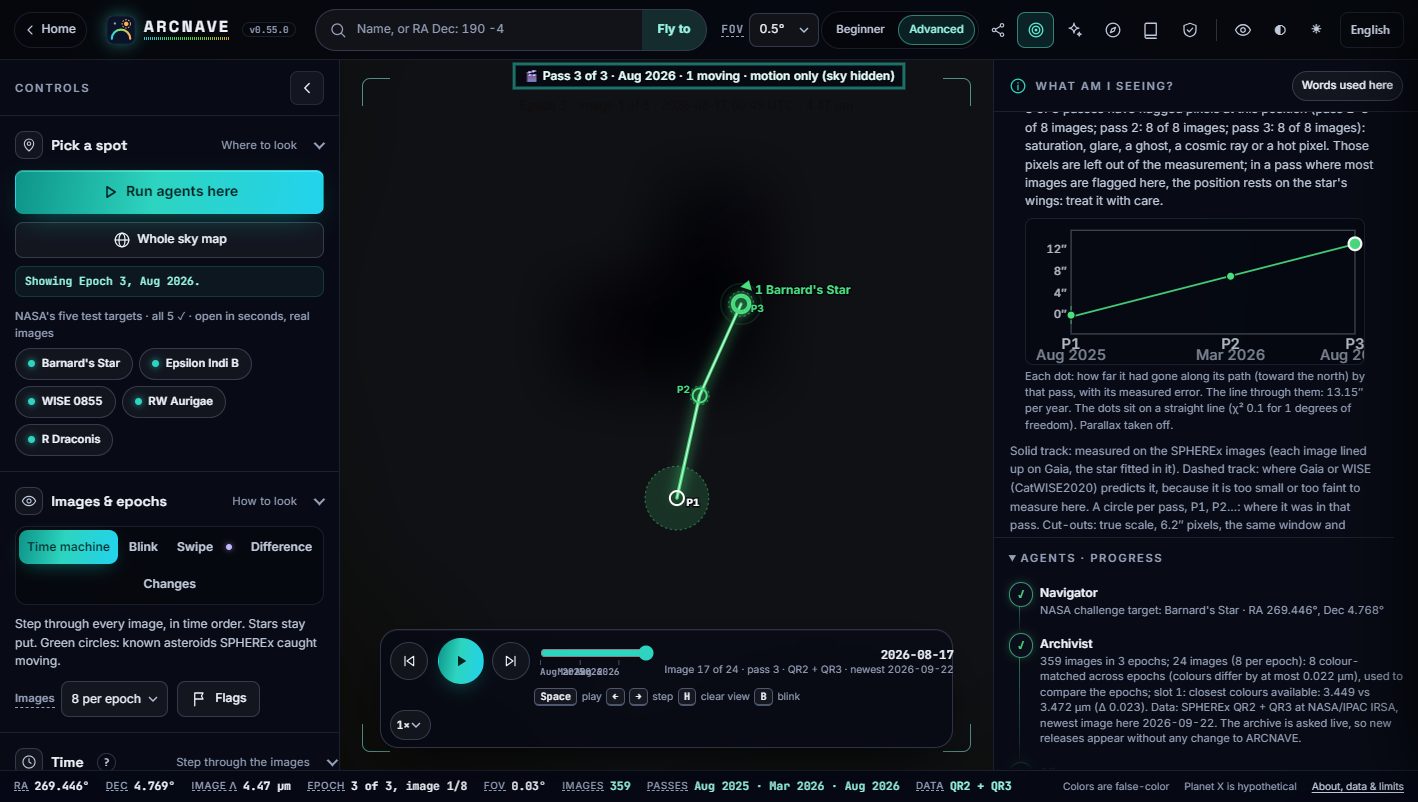 Home
ARCNAVE
v0.55.0
Name, or RA Dec: 190 -4
Fly to
FOV
0.5°
Beginner
Advanced
English
CONTROLS
Pick a spot
Where to look
Run agents here
Whole sky map
Showing Epoch 3, Aug 2026.
NASA's five test targets · all 5 ✓ · open in seconds, real
images
Barnard's Star
Epsilon Indi B
WISE 0855
RW Aurigae
R Draconis
Images & epochs
How to look
Time machine
Blink
Swipe
Difference
Changes
Step through every image, in time order. Stars stay
put. Green circles: known asteroids SPHEREx caught
moving.
Images
8 per epoch
Flags
Time
?
Step through the images
Pass 3 of 3 · Aug 2026 · 1 moving · motion only (sky hidden)
1 Barnard's Star
P3
P2
P1
2026-08-17
Image 17 of 24 · pass 3 · QR2 + QR3 · newest 2026-09-22
Space play ← → step H clear view B blink
1×
WHAT AM I SEEING?
Words used here
of 8 images; pass 2: 8 of 8 images; pass 3: 8 of 8 images):
saturation, glare, a ghost, a cosmic ray or a hot pixel. Those
pixels are left out of the measurement; in a pass where most
images are flagged here, the position rests on the star's
wings: treat it with care.
12″
8″
4″
0″
P1 P2 P3
Aug 2025 Mar 2026 Aug 20
Each dot: how far it had gone along its path (toward the north) by
that pass, with its measured error. The line through them: 13.15″
per year. The dots sit on a straight line (χ² 0.1 for 1 degrees of
freedom). Parallax taken off.
Solid track: measured on the SPHEREx images (each image lined
up on Gaia, the star fitted in it). Dashed track: where Gaia or WISE
(CatWISE2020) predicts it, because it is too small or too faint to
measure here. A circle per pass, P1, P2...: where it was in that
pass. Cut-outs: true scale, 6.2″ pixels, the same window and
AGENTS · PROGRESS
Navigator
NASA challenge target: Barnard's Star · RA 269.446°, Dec 4.768°
Archivist
359 images in 3 epochs; 24 images (8 per epoch): 8 colour-
matched across epochs (colours differ by at most 0.022 µm), used to
compare the epochs; slot 1: closest colours available: 3.449 vs
3.472 µm (Δ 0.023). Data: SPHEREx QR2 + QR3 at NASA/IPAC IRSA,
newest image here 2026-09-22. The archive is asked live, so new
releases appear without any change to ARCNAVE.
RA 269.446° DEC 4.769° IMAGE Λ 4.47 µm EPOCH 3 of 3, image 1/8 FOV 0.03° IMAGES 359 PASSES Aug 2025 · Mar 2026 · Aug 2026 DATA QR2 + QR3
Colors are false-color
Planet X is hypothetical
About, data & limits